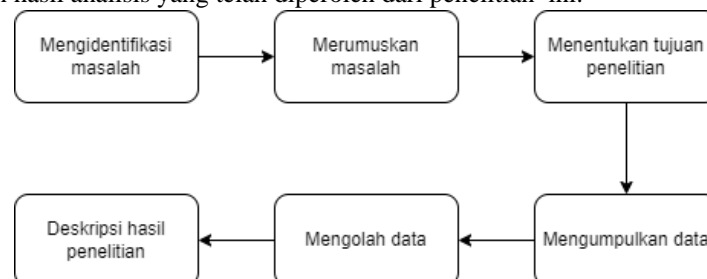 hasil analisis yang telah diperoleh dari penelitian ini.
Mengidentifikasi
masalah
Merumuskan
masalah
Menentukan tujuan
penelitian
Deskripsi hasil
penelitian
Mengolah data
Mengumpulkan data